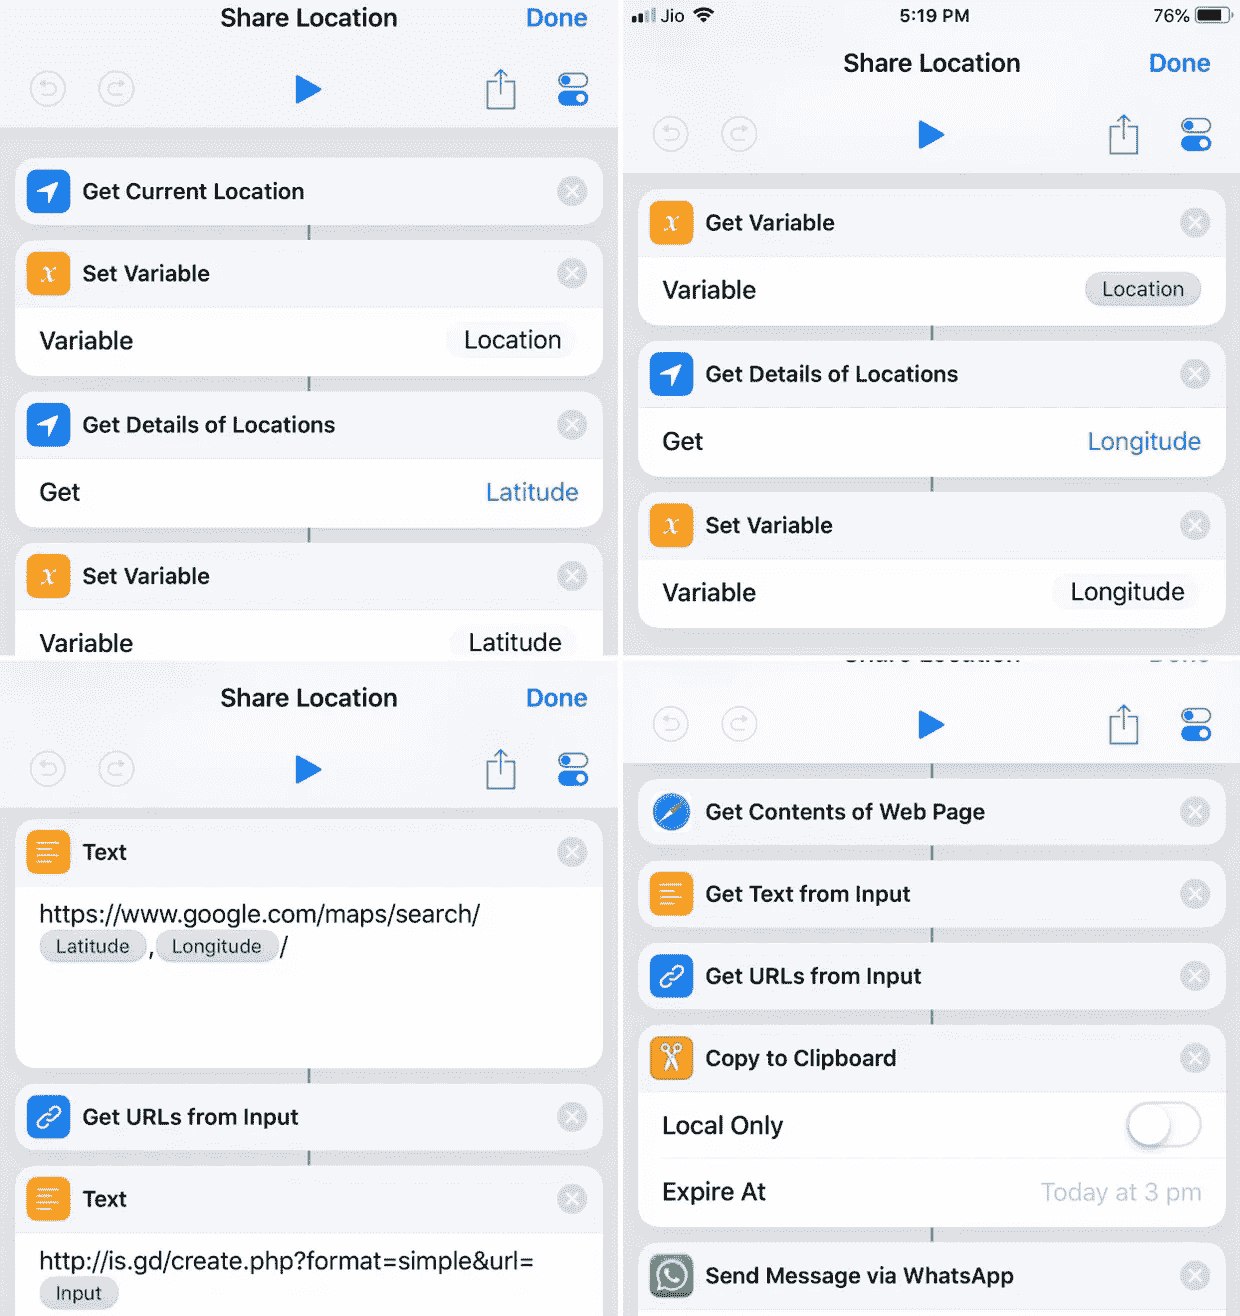 Share Location
Done
Get Current Location
Set Variable
Variable
Location
Get Details of Locations
Get
Latitude
Set Variable
Variable
Latitude
Jio
5:19 PM
76%
Share Location
Done
x
Get Variable
Variable
Location
Get Details of Locations
Get
Longitude
Set Variable
Variable
Longitude
Share Location
Done
Text
https://www.google.com/maps/search/
Latitude , Longitude /
Get URLs from Input
Text
http://is.gd/create.php?format=simple&url=
Input
Share Location
Done
Get Contents of Web Page
Get Text from Input
Get URLs from Input
Copy to Clipboard
Local Only
Expire At
Today at 3 pm
Send Message via WhatsApp